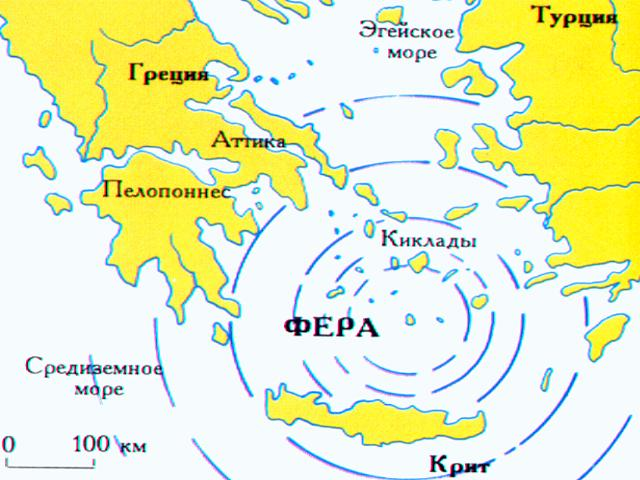 Турция
Эгейское
море
Греция
Аттика
Пелопоннес
Киклады
ФЕРА
Средиземное
море
0 100 км
Крит